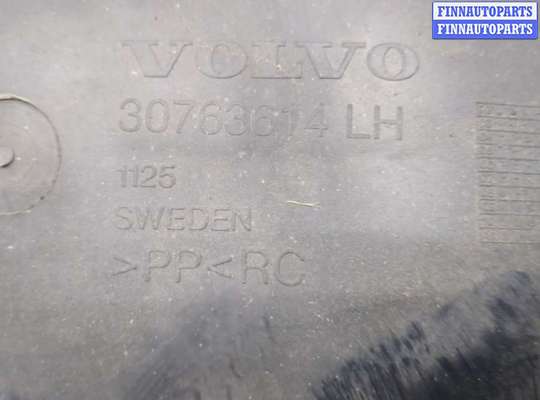 FINNAUTOPARTS
FINNAUTOPARTS
VOLVO
30763614 LH
1125
SWEDEN
>PP<RC